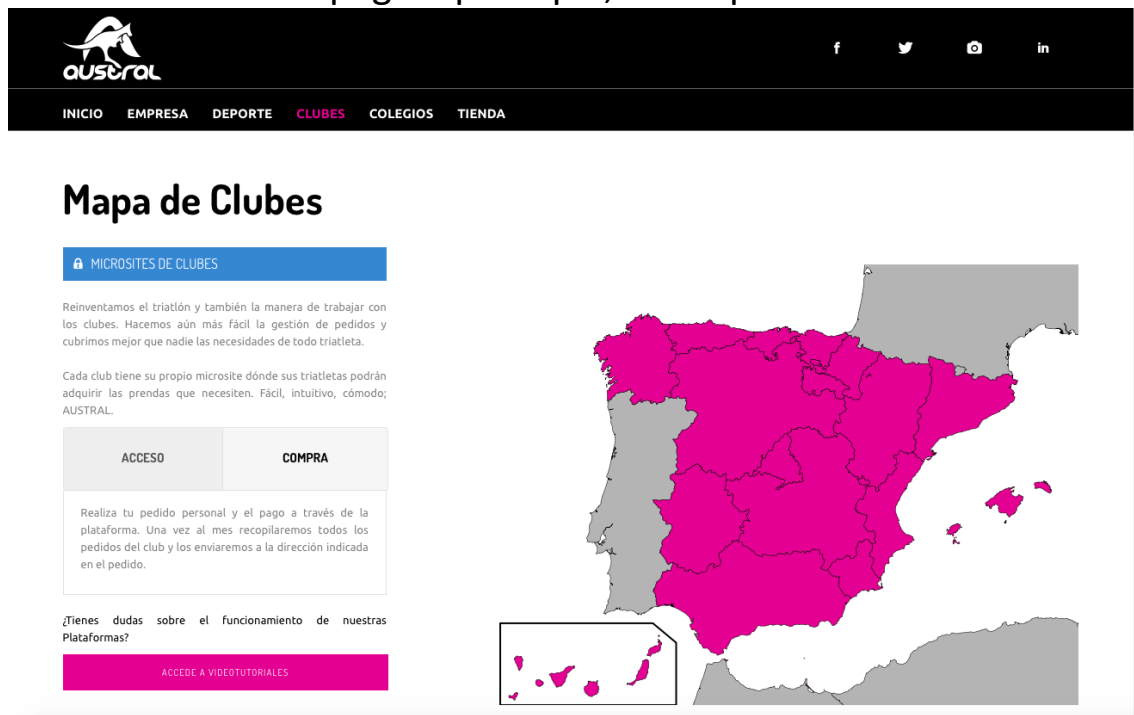 austral
f
in
INICIO EMPRESA DEPORTE CLUBES COLEGIOS TIENDA
Mapa de Clubes
MICROSITES DE CLUBES
Reinventamos el triatlón y también la manera de trabajar con
los clubes. Hacemos aún más fácil la gestión de pedidos y
cubrimos mejor que nadie las necesidades de todo triatleta.
Cada club tiene su propio microsite dónde sus triatletas podrán
adquirir las prendas que necesiten. Fácil, intuitivo, cómodo;
AUSTRAL.
ACCESO COMPRA
Realiza tu pedido personal y el pago a través de la
plataforma. Una vez al mes recopilaremos todos los
pedidos del club y los enviaremos a la dirección indicada
en el pedido.
¿Tienes dudas sobre el funcionamiento de nuestras
Plataformas?
ACCEDE A VIDEOTUTORIALES